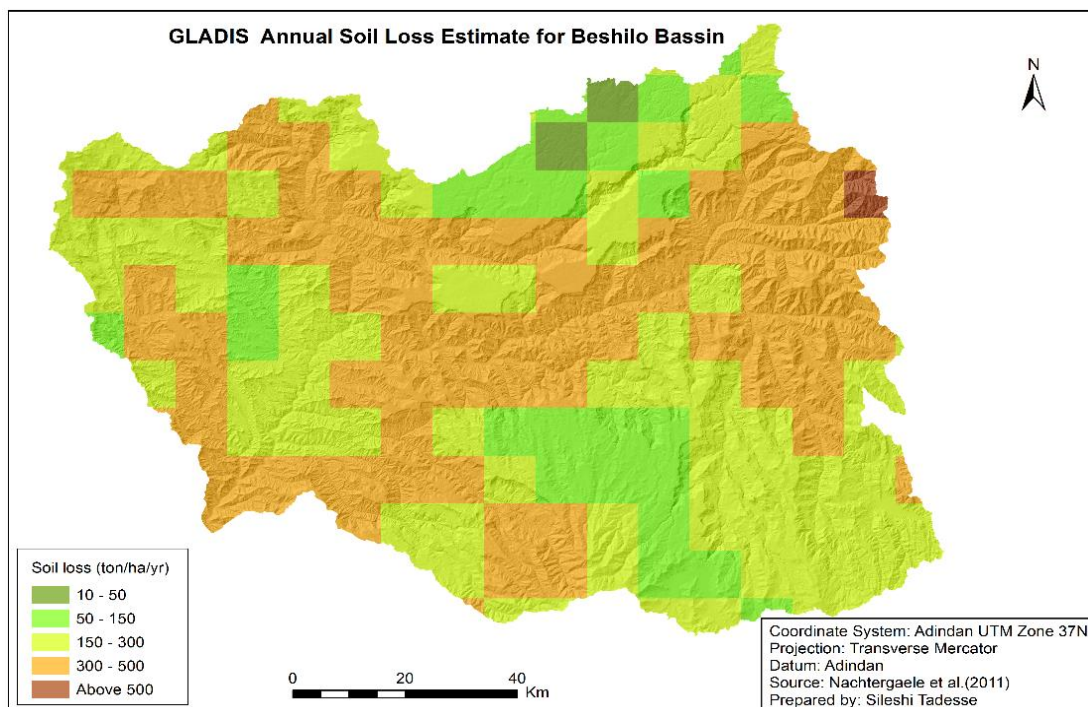 GLADIS Annual Soil Loss Estimate for Beshilo Bassin
N
Soil loss (ton/ha/yr)
10 - 50
50 - 150
150 - 300
300 - 500
Above 500
0 20 40
Km
Coordinate System: Adindan UTM Zone 37N
Projection: Transverse Mercator
Datum: Adindan
Source: Nachtergaele et al.(2011)
Prepared by: Sileshi Tadesse